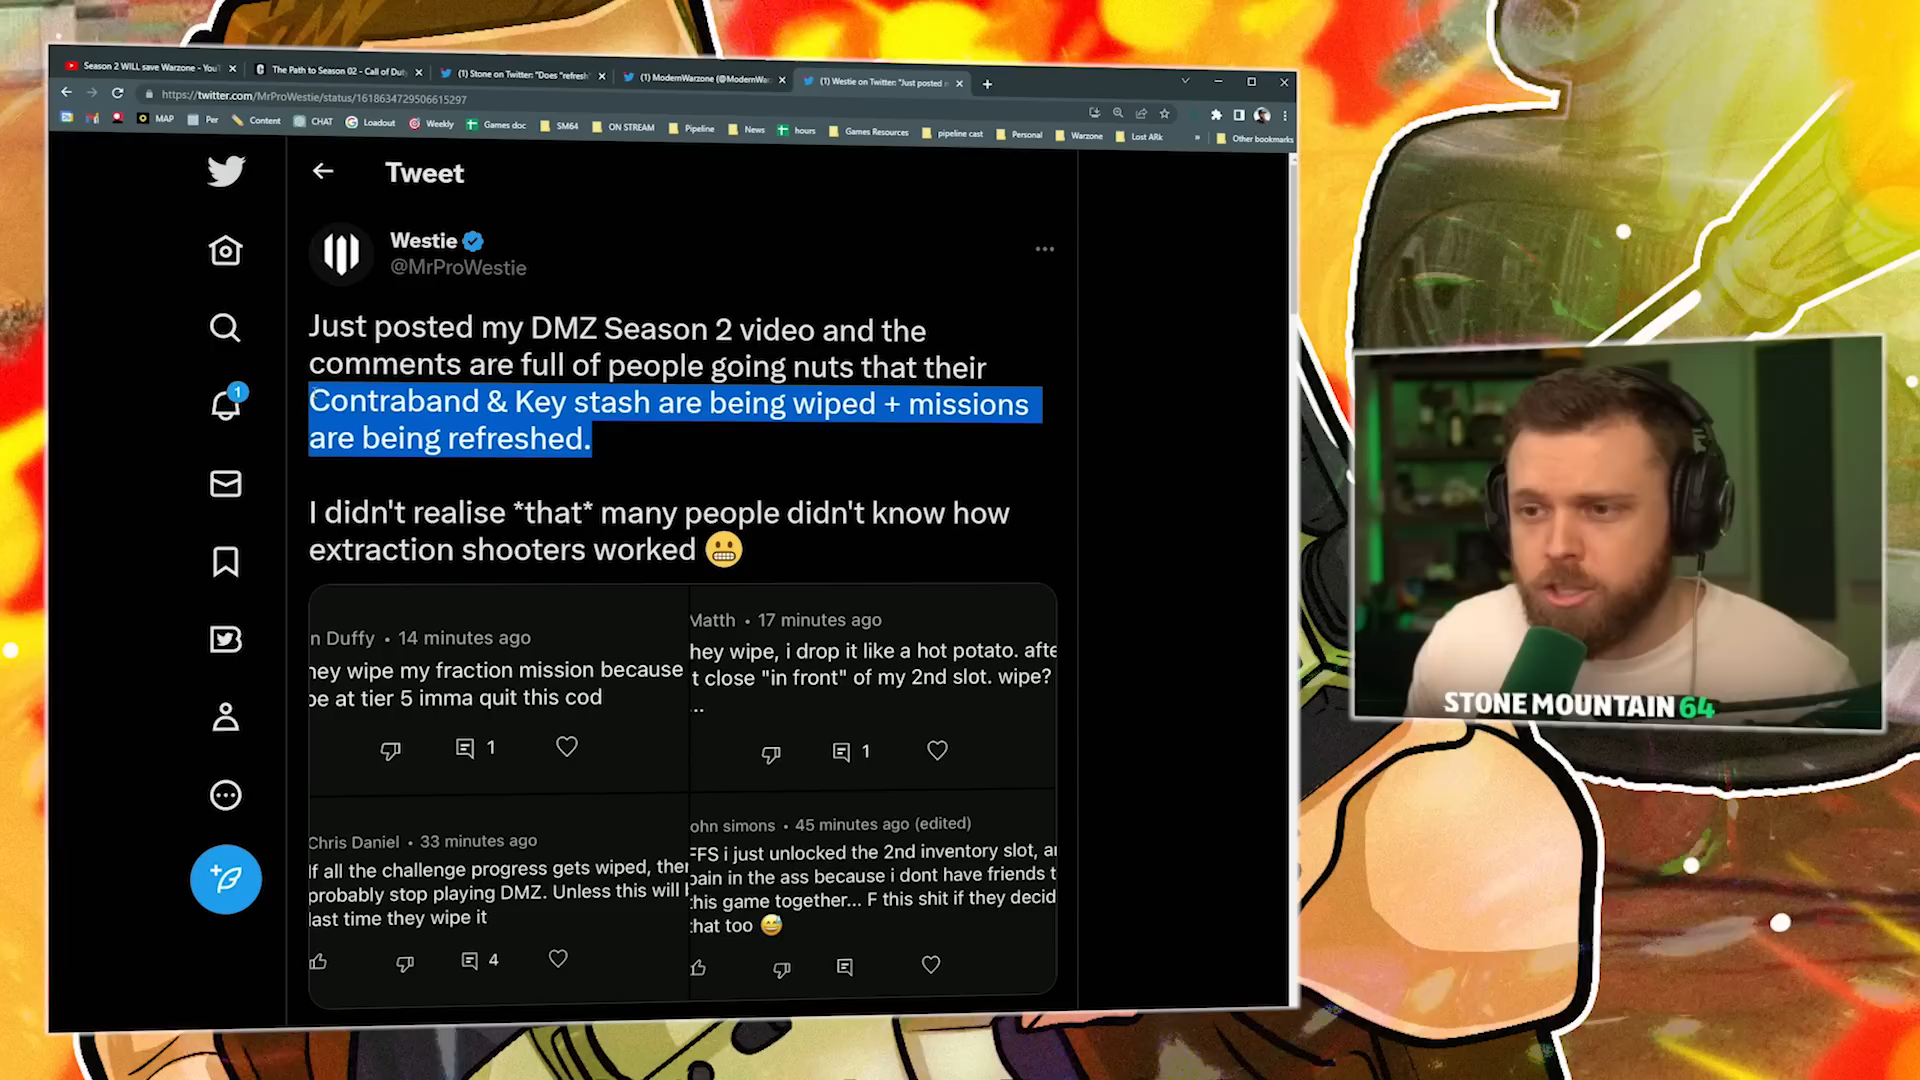 Season 2 WILL save Warzone - YouT
The Path to Season 02 - Call of Dut
(1) Stone on Twitter: "Does "refresh
(1) ModernWarzone (@ModernWar
(1) Westie on Twitter: "Just posted m
https://twitter.com/MrProWestie/status/1618634729506615297
MAP
Per
Content
CHAT
Loadout
Weekly
Games doc
SM64
ON STREAM
Pipeline
News
hours
Games Resources
pipeline cast
Personal
Warzone
Lost ARk
»
Other bookmarks
Tweet
Westie
@MrProWestie
1
Just posted my DMZ Season 2 video and the
comments are full of people going nuts that their
Contraband & Key stash are being wiped + missions
are being refreshed.
I didn't realise *that* many people didn't know how
extraction shooters worked 😬
n Duffy • 14 minutes ago
hey wipe my fraction mission because
be at tier 5 imma quit this cod
1
Matth • 17 minutes ago
hey wipe, i drop it like a hot potato. afte
t close "in front" of my 2nd slot. wipe?
..
1
Chris Daniel • 33 minutes ago
If all the challenge progress gets wiped, then
probably stop playing DMZ. Unless this will
last time they wipe it
4
ohn simons • 45 minutes ago (edited)
FFS i just unlocked the 2nd inventory slot, a
pain in the ass because i dont have friends t
this game together... F this shit if they decid
that too 😅
STONE MOUNTAIN 64